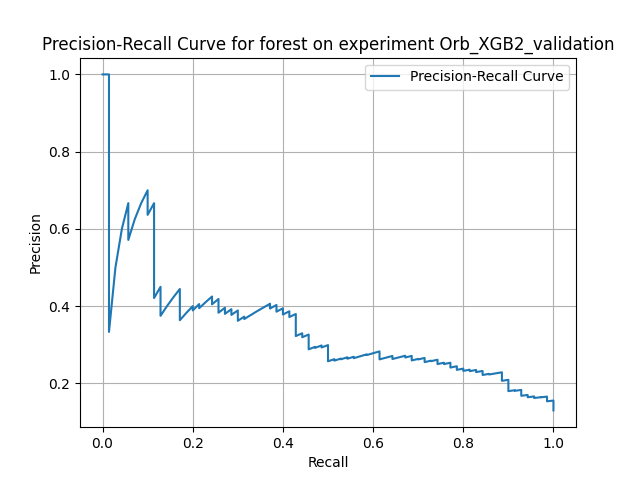 Precision-Recall Curve for forest on experiment Orb_XGB2_validation
Precision-Recall Curve
1.0
0.8
0.6
0.4
0.2
Precision
0.0 0.2 0.4 0.6 0.8 1.0
Recall